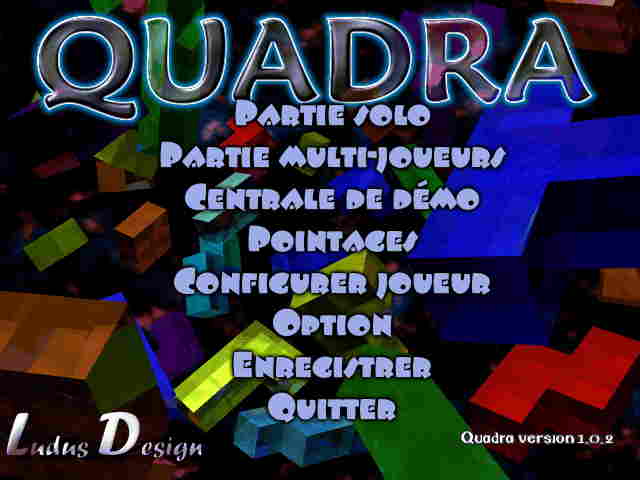 QUADRA
Partie solo
Partie multi-joueurs
Centrale de démo
Pointages
Configurer joueur
Option
Enregistrer
Quitter
Ludus Design
Quadra version 1.0.2